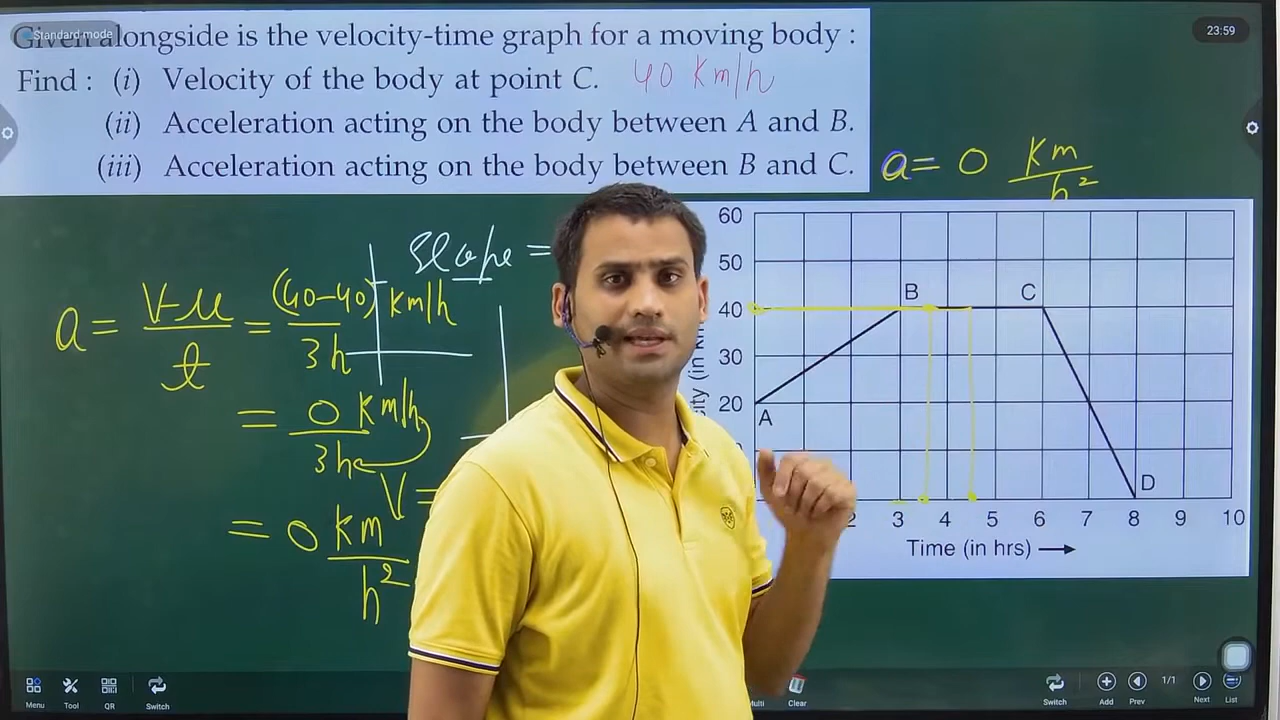 Standard mode
23:59
Given alongside is the velocity-time graph for a moving body :
Find : (i) Velocity of the body at point C. 40 Km/h
(ii) Acceleration acting on the body between A and B.
(iii) Acceleration acting on the body between B and C. a = 0 Km/h²
Slope =
a = V-u/t = (40-40) Km/h / 3h
= 0 Km/h / 3h
V =
= 0 Km/h²
60
50
40
30
20
A
B
C
D
2 3 4 5 6 7 8 9 10
Time (in hrs)
Menu Tool QR Switch Clear Switch Add Prev 1/1 Next List